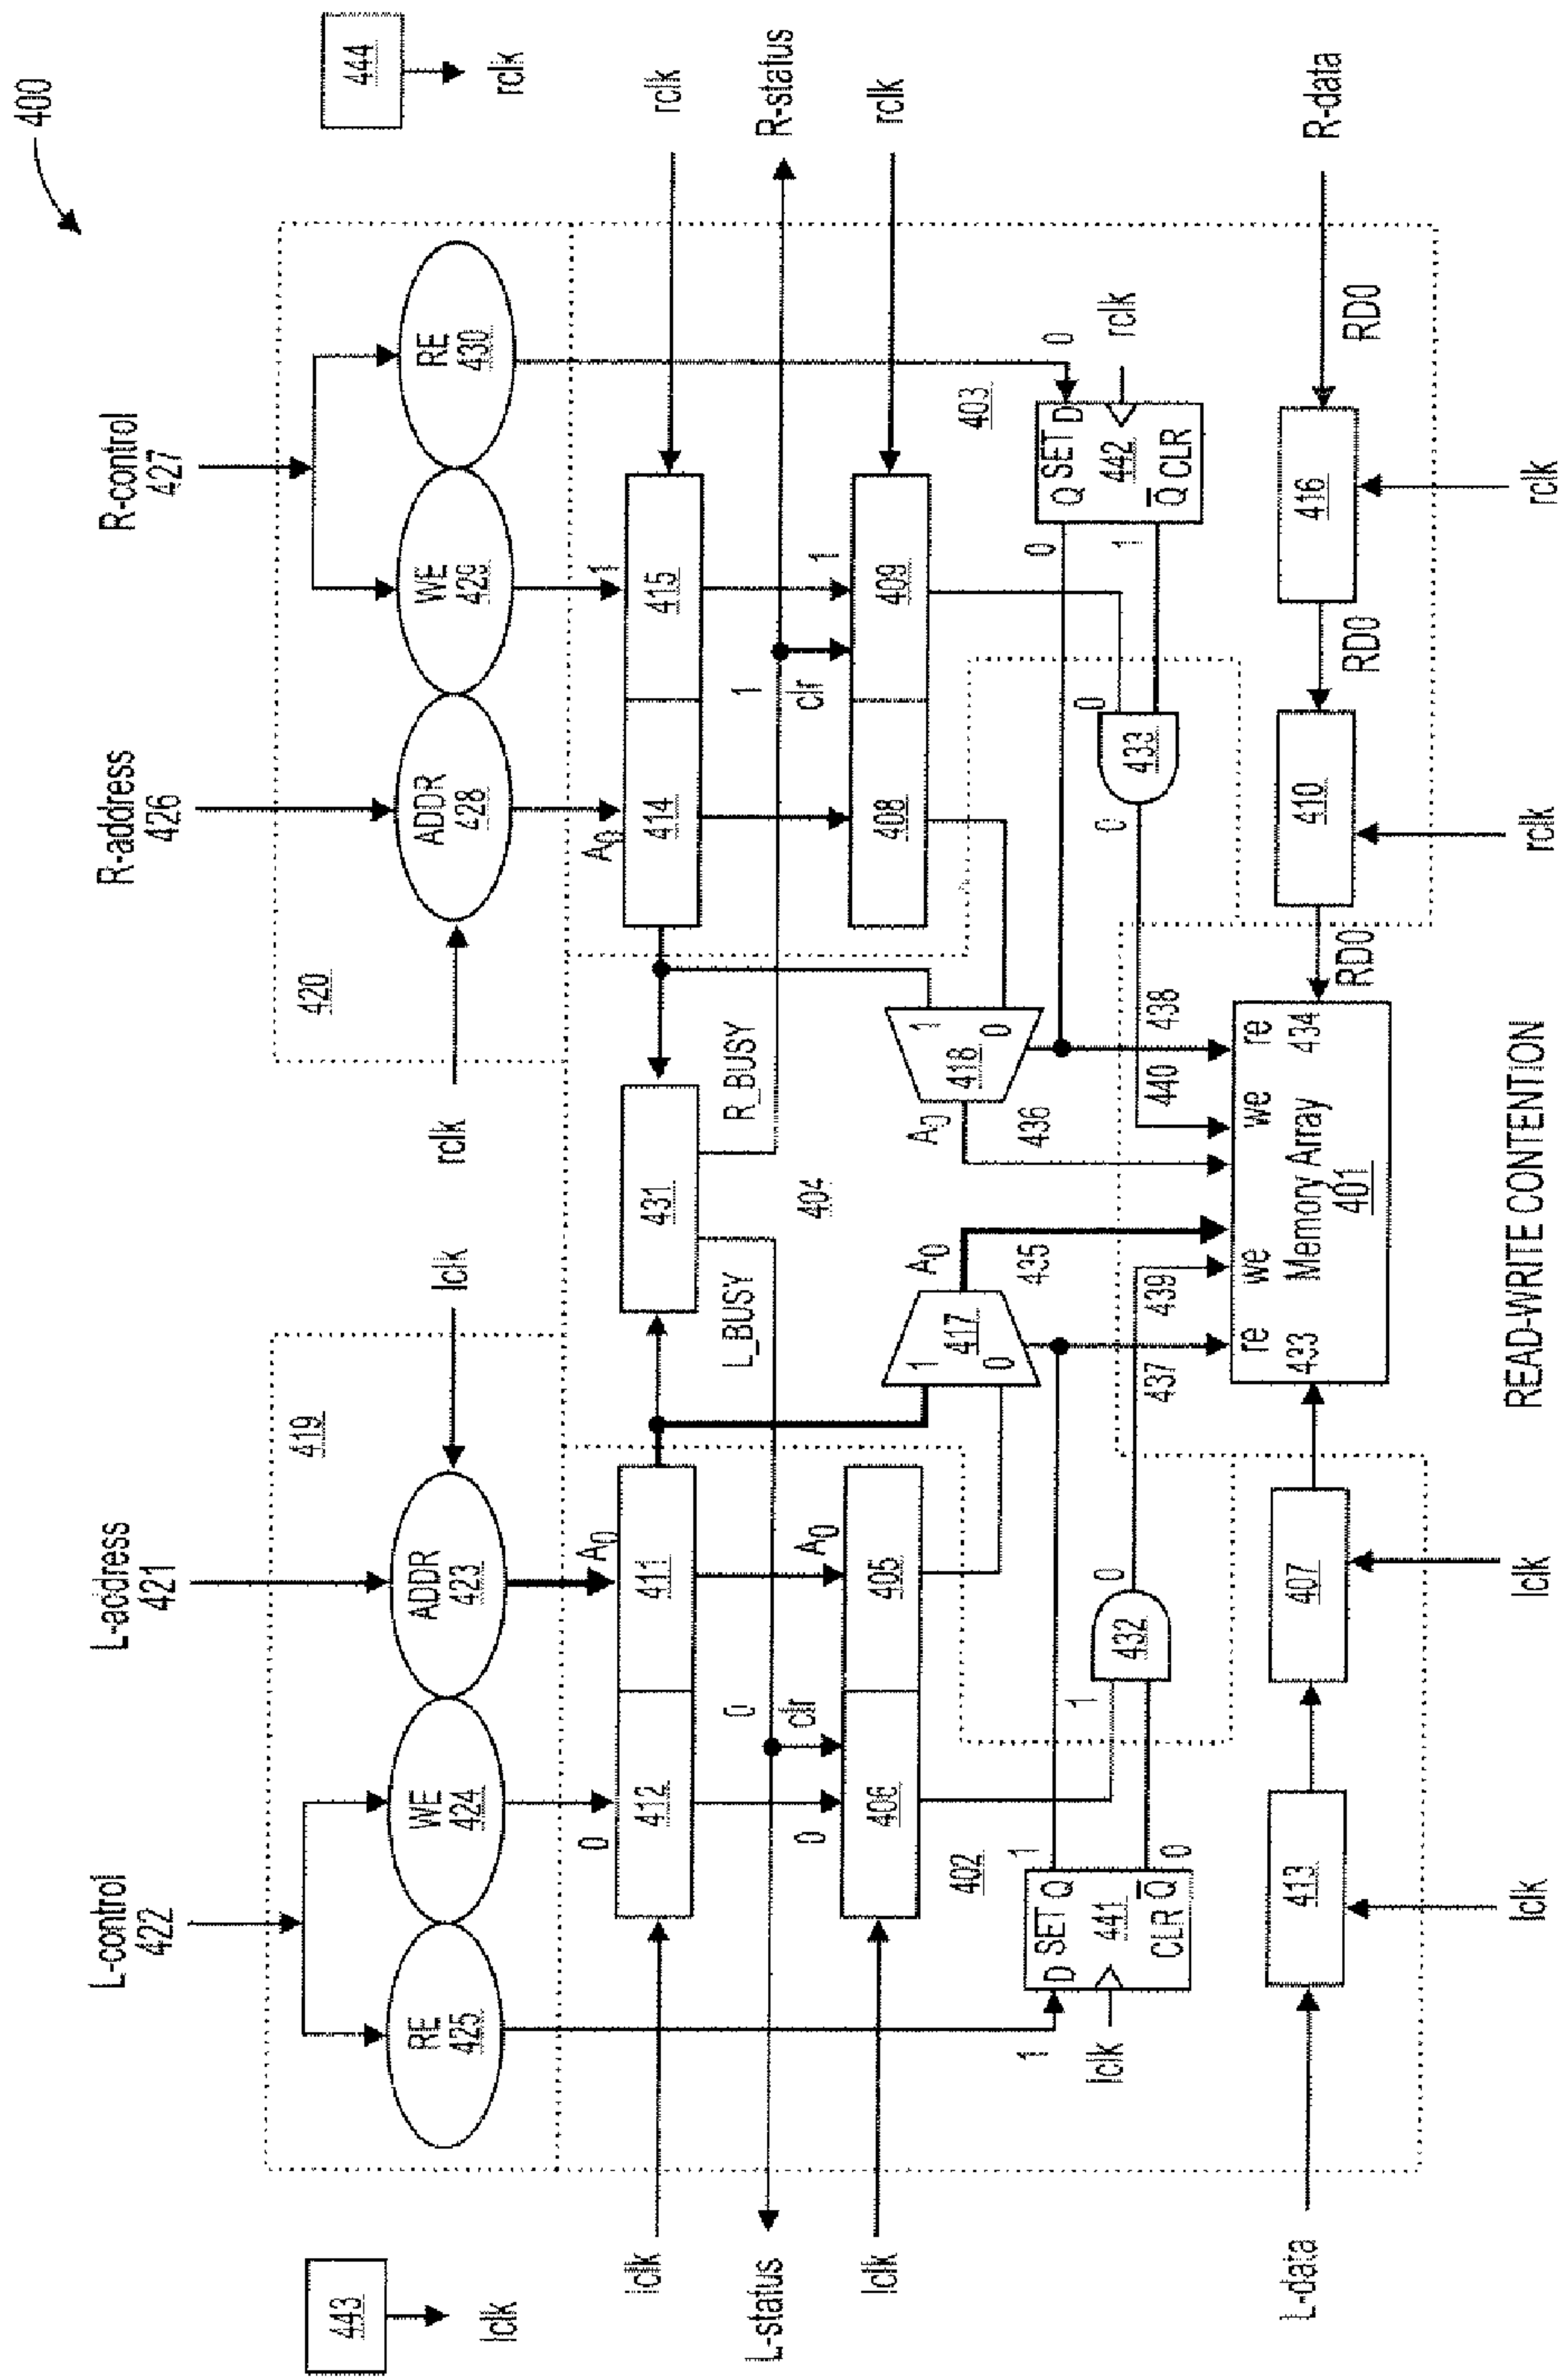 400
444
rclk
443
lclk
L-control
422
L-address
421
R-address
426
R-control
427
RE
425
WE
424
ADDR
423
419
lclk
420
rclk
ADDR
428
WE
429
RE
430
0
A0
A0
1
lclk
412
411
431
414
415
rclk
L_BUSY
R_BUSY
0
1
L-status
R-status
0
clr
A0
clr
1
lclk
406
405
404
408
409
rclk
402
403
1
0
417
1
0
418
1
0
A0
A0
435
436
1
D SET Q
1
441
lclk
CLR Q
0
1
432
0
0
433
0
0
Q SET D
0
442
rclk
1
Q CLR
437
439
440
438
re
we
we
re
433
434
Memory Array
401
L-data
413
407
lclk
lclk
RD0
410
RD0
416
RD0
R-data
rclk
rclk
READ-WRITE CONTENTION